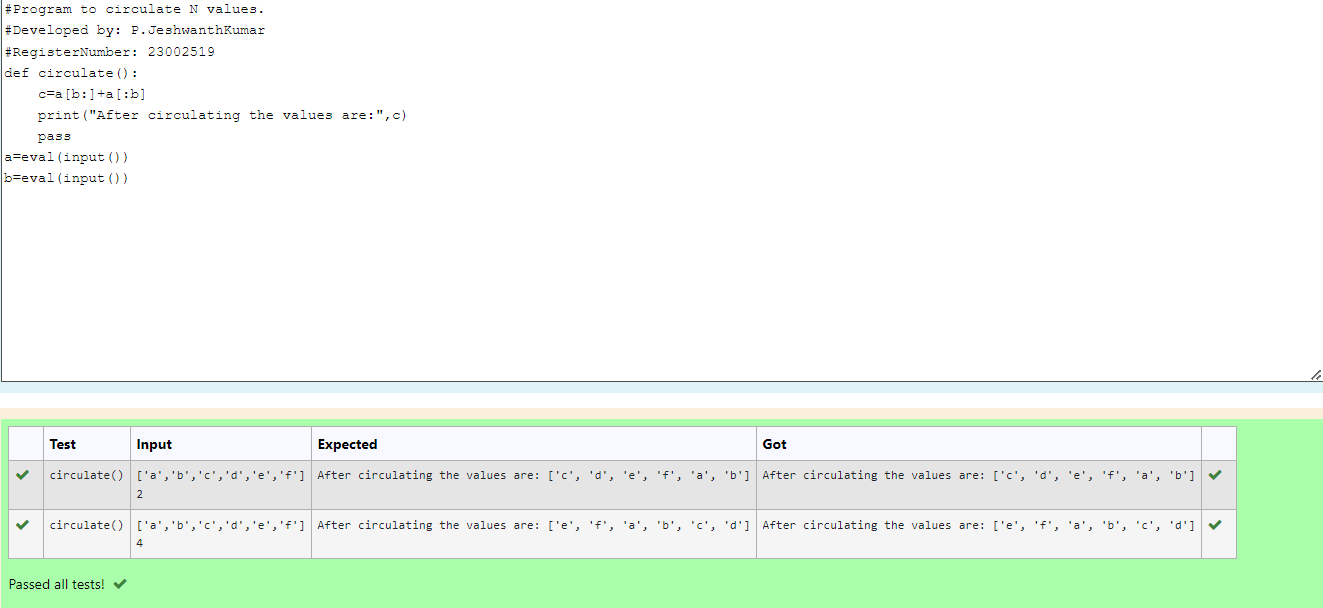 #Program to circulate N values.
#Developed by: P.JeshwanthKumar
#RegisterNumber: 23002519
def circulate():
    c=a[b:]+a[:b]
    print("After circulating the values are:",c)
    pass
a=eval(input())
b=eval(input())
Test Input Expected Got
circulate() ['a','b','c','d','e','f'] After circulating the values are: ['c', 'd', 'e', 'f', 'a', 'b'] After circulating the values are: ['c', 'd', 'e', 'f', 'a', 'b']
2
circulate() ['a','b','c','d','e','f'] After circulating the values are: ['e', 'f', 'a', 'b', 'c', 'd'] After circulating the values are: ['e', 'f', 'a', 'b', 'c', 'd']
4
Passed all tests!